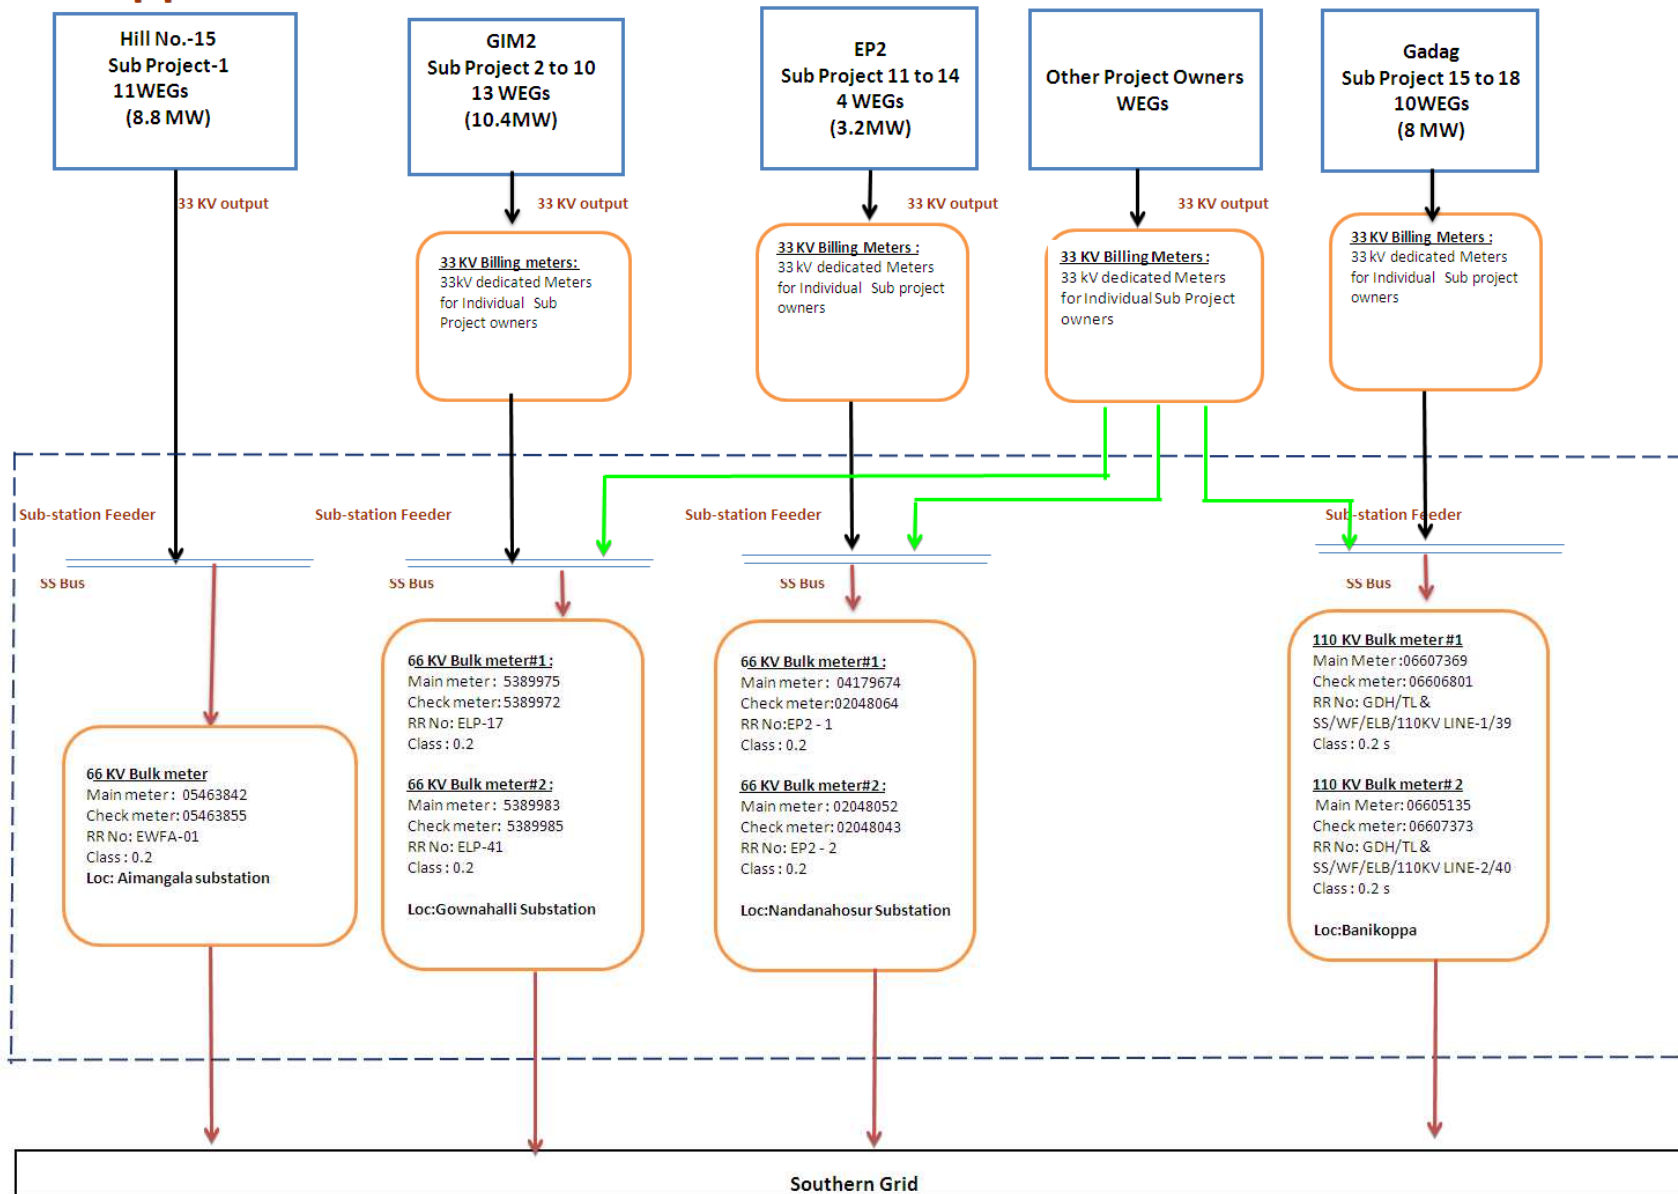 Hill No.-15
Sub Project-1
11WEGs
(8.8 MW)
GIM2
Sub Project 2 to 10
13 WEGs
(10.4MW)
EP2
Sub Project 11 to 14
4 WEGs
(3.2MW)
Other Project Owners
WEGs
Gadag
Sub Project 15 to 18
10WEGs
(8 MW)
33 KV output
33 KV output
33 KV output
33 KV output
33 KV Billing meters:
33kV dedicated Meters
for Individual Sub
Project owners
33 KV Billing Meters :
33 kV dedicated Meters
for Individual Sub project
owners
33 KV Billing Meters :
33 kV dedicated Meters
for Individual Sub Project
owners
33 KV Billing Meters :
33 kV dedicated Meters
for Individual Sub project
owners
Sub-station Feeder
Sub-station Feeder
Sub-station Feeder
Sub-station Feeder
SS Bus
SS Bus
SS Bus
SS Bus
66 KV Bulk meter
Main meter : 05463842
Check meter: 05463855
RR No: EWFA-01
Class : 0.2
Loc: Aimangala substation
66 KV Bulk meter#1 :
Main meter : 5389975
Check meter: 5389972
RR No: ELP-17
Class : 0.2
66 KV Bulk meter#2 :
Main meter : 5389983
Check meter: 5389985
RR No: ELP-41
Class : 0.2
Loc:Gownahalli Substation
66 KV Bulk meter#1 :
Main meter : 04179674
Check meter:02048064
RR No:EP2 - 1
Class : 0.2
66 KV Bulk meter#2 :
Main meter : 02048052
Check meter: 02048043
RR No: EP2 - 2
Class : 0.2
Loc:Nandanahosur Substation
110 KV Bulk meter #1
Main Meter :06607369
Check meter: 06606801
RR No: GDH/TL &
SS/WF/ELB/110KV LINE-1/39
Class : 0.2 s
110 KV Bulk meter# 2
Main Meter: 06605135
Check meter: 06607373
RR No: GDH/TL &
SS/WF/ELB/110KV LINE-2/40
Class : 0.2 s
Loc:Banikoppa
Southern Grid